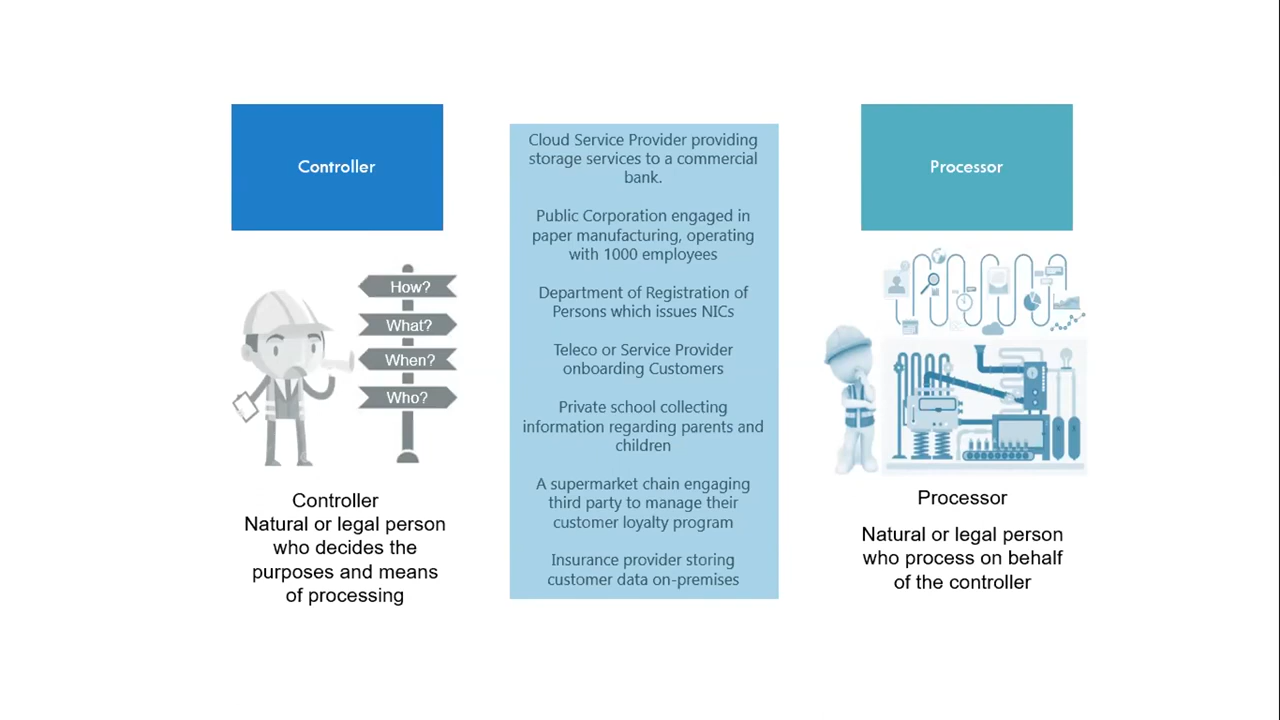 Controller
How?
What?
When?
Who?
Controller
Natural or legal person
who decides the
purposes and means
of processing
Cloud Service Provider providing
storage services to a commercial
bank.
Public Corporation engaged in
paper manufacturing, operating
with 1000 employees
Department of Registration of
Persons which issues NICs
Teleco or Service Provider
onboarding Customers
Private school collecting
information regarding parents and
children
A supermarket chain engaging
third party to manage their
customer loyalty program
Insurance provider storing
customer data on-premises
Processor
Processor
Natural or legal person
who process on behalf
of the controller